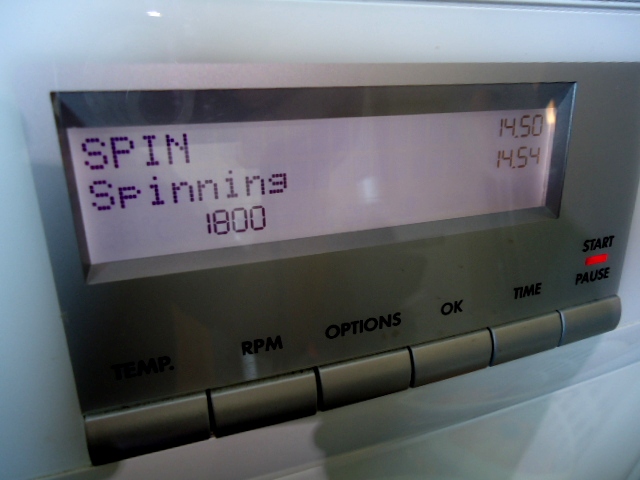 SPIN 14.50
Spinning 14.54
1800
START
PAUSE
TEMP. RPM OPTIONS OK TIME